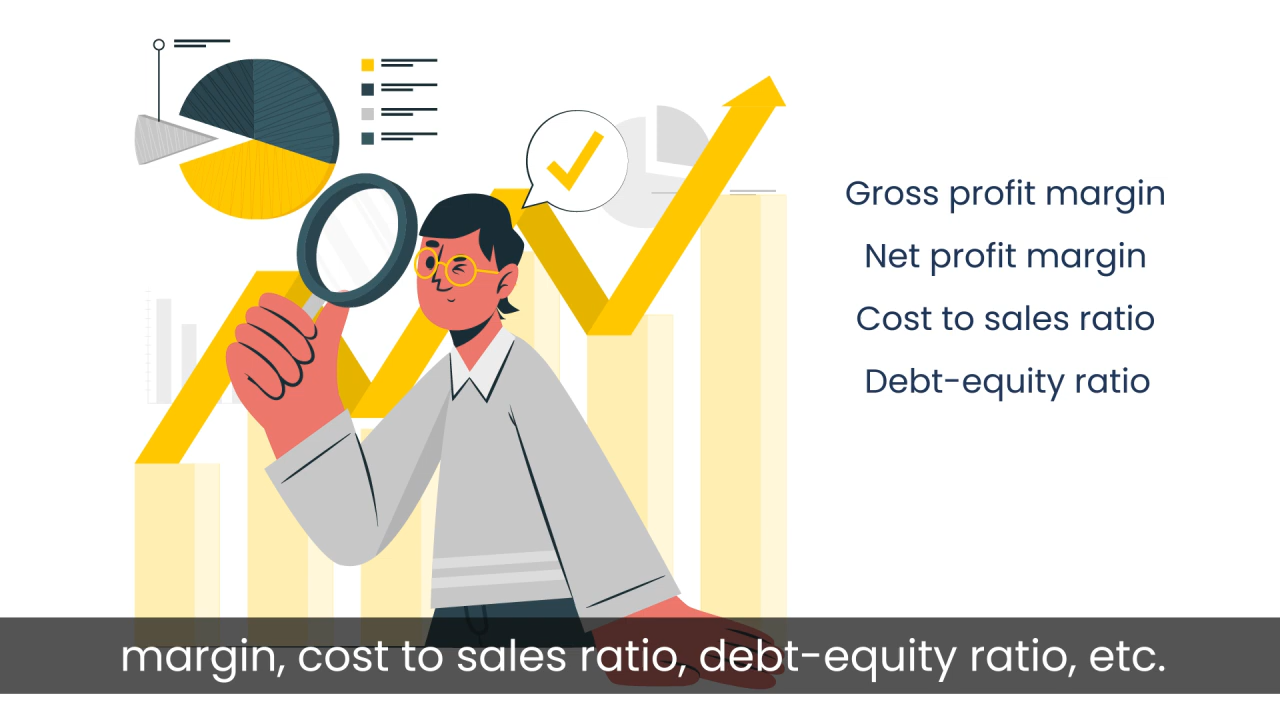 Gross profit margin
Net profit margin
Cost to sales ratio
Debt-equity ratio
margin, cost to sales ratio, debt-equity ratio, etc.